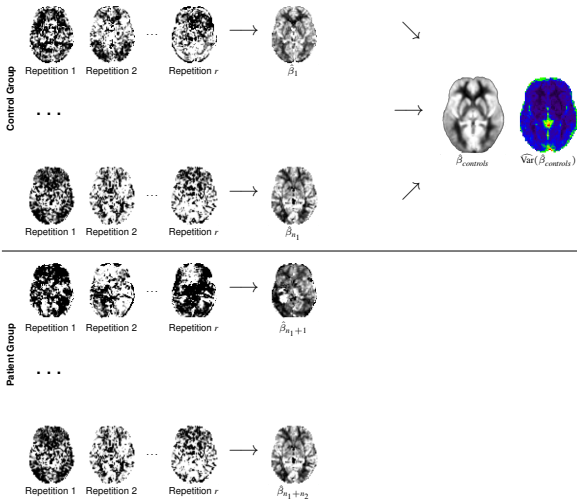 Control Group
...
Repetition 1 Repetition 2 Repetition r
β̂₁
. . .
β̂controls V̂ar(β̂controls)
...
Repetition 1 Repetition 2 Repetition r
β̂n₁
Patient Group
...
Repetition 1 Repetition 2 Repetition r
β̂n₁+1
. . .
...
Repetition 1 Repetition 2 Repetition r
β̂n₁+n₂